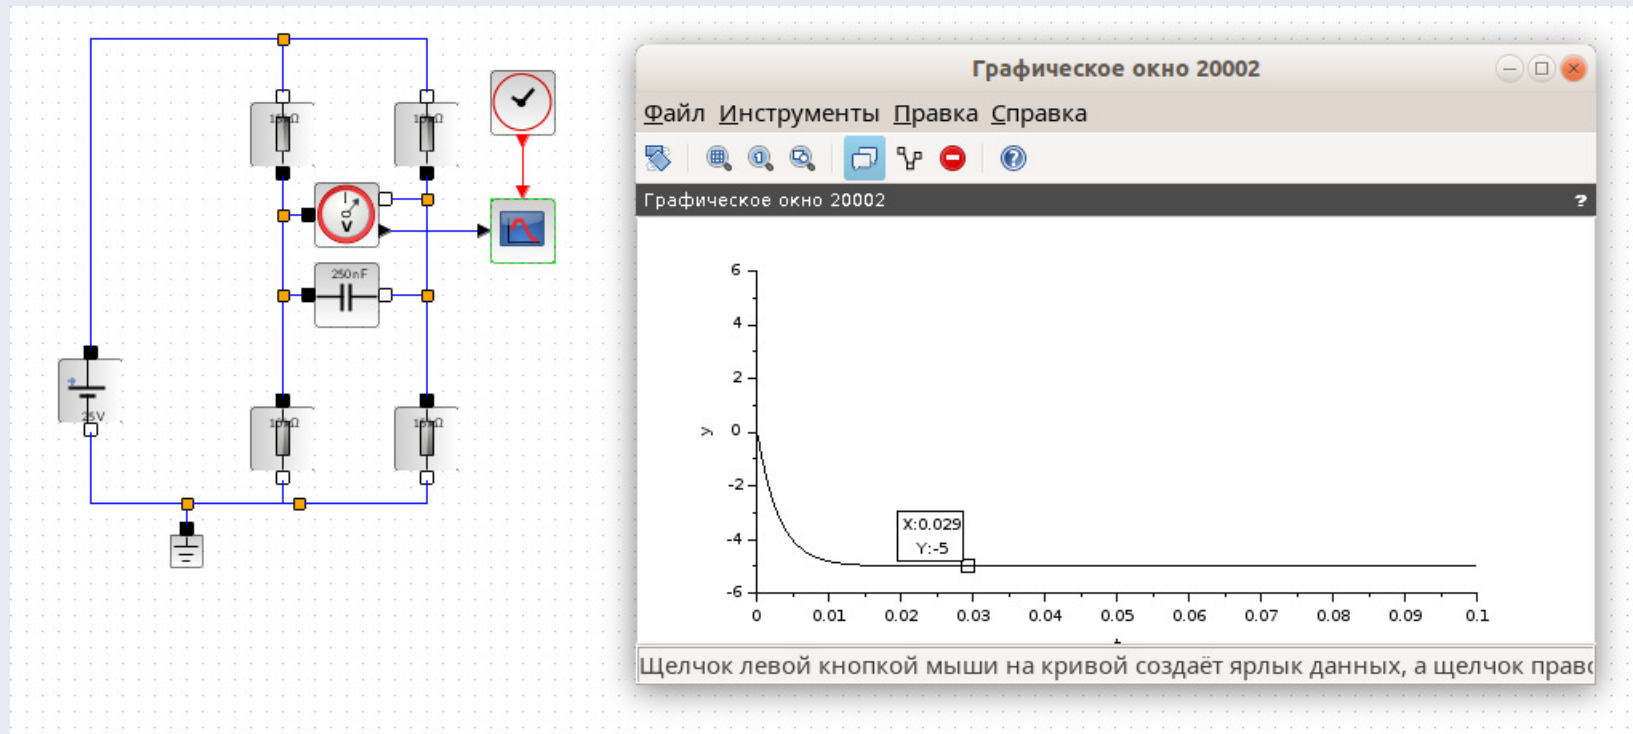 250nF
25V
V
Графическое окно 20002
Файл Инструменты Правка Справка
Графическое окно 20002
?
6
4
2
y
0
-2
-4
-6
X:0.029
Y:-5
0 0.01 0.02 0.03 0.04 0.05 0.06 0.07 0.08 0.09 0.1
Щелчок левой кнопкой мыши на кривой создаёт ярлык данных, а щелчок право